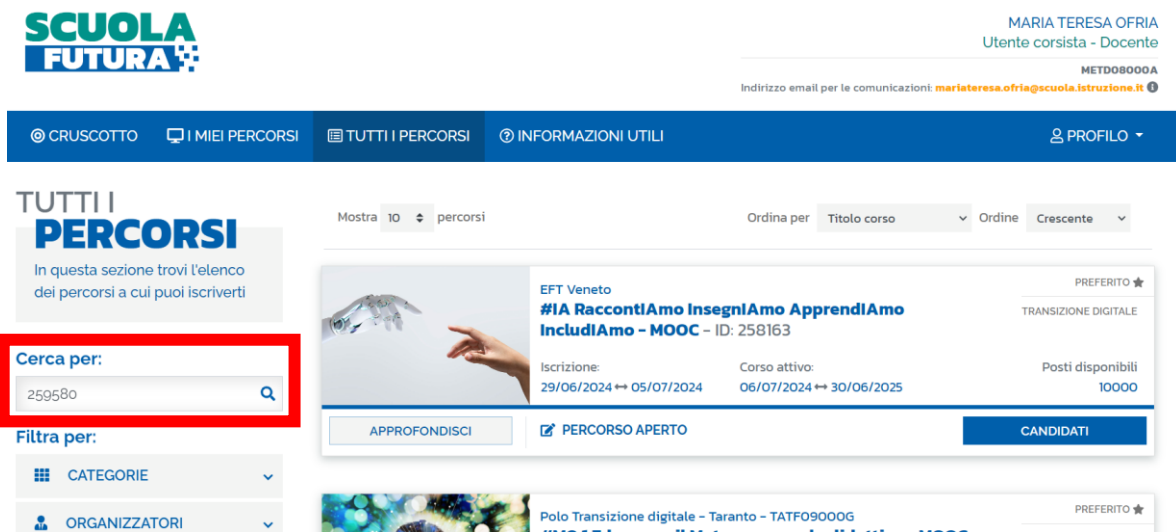 SCUOLA
FUTURA
MARIA TERESA OFRIA
Utente corsista - Docente
METD08000A
Indirizzo email per le comunicazioni: mariateresa.ofria@scuola.istruzione.it
CRUSCOTTO I MIEI PERCORSI TUTTI I PERCORSI INFORMAZIONI UTILI PROFILO
TUTTI I
PERCORSI
In questa sezione trovi l'elenco
dei percorsi a cui puoi iscriverti
Cerca per:
259580
Filtra per:
CATEGORIE
ORGANIZZATORI
Mostra 10 percorsi Ordina per Titolo corso Ordine Crescente
EFT Veneto PREFERITO
#IA RaccontIAmo InsegnIAmo ApprendIAmo TRANSIZIONE DIGITALE
IncludIAmo - MOOC - ID: 258163
Iscrizione: Corso attivo: Posti disponibili
29/06/2024 ↔ 05/07/2024 06/07/2024 ↔ 30/06/2025 10000
APPROFONDISCI PERCORSO APERTO CANDIDATI
Polo Transizione digitale - Taranto - TATF09000G PREFERITO